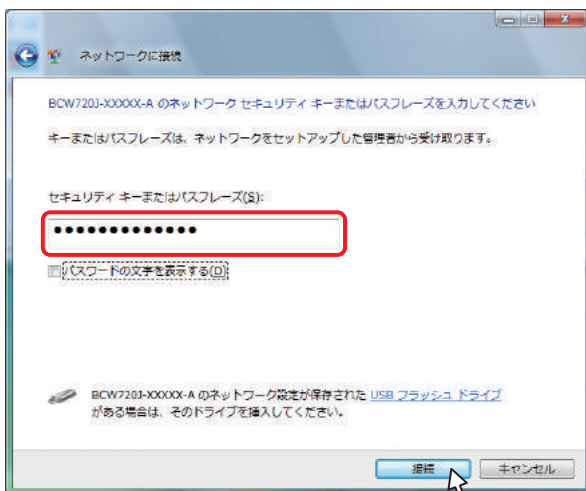 ネットワークに接続
BCW720J-XXXXX-A のネットワーク セキュリティ キーまたはパスフレーズを入力してください
キーまたはパスフレーズは、ネットワークをセットアップした管理者から受け取ります。
セキュリティ キーまたはパスフレーズ(S):
●●●●●●●●●●●●●
パスワードの文字を表示する(D)
BCW720J-XXXXX-A のネットワーク設定が保存された USB フラッシュ ドライブ
がある場合は、そのドライブを挿入してください。
接続
キャンセル